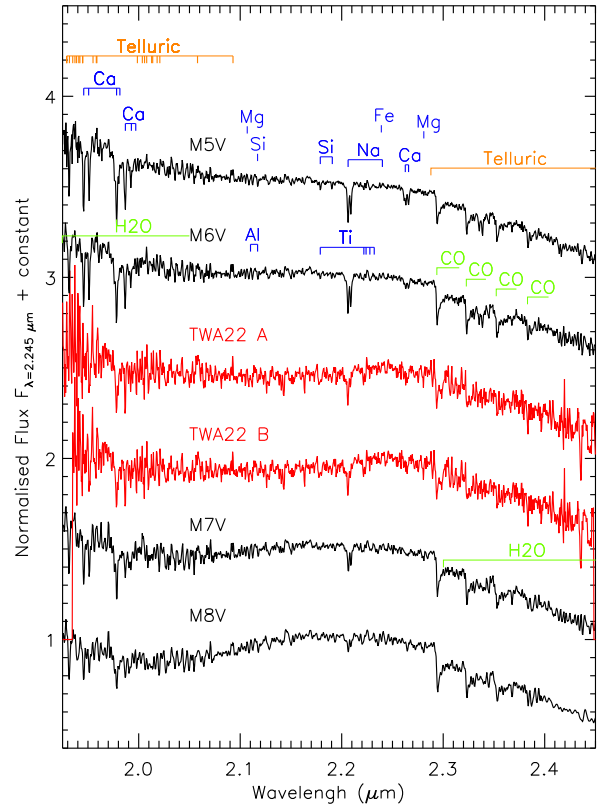 Telluric
Ca
4
Ca
Mg
Fe
Mg
M5V
Si
Si
Na
Ca
Telluric
H2O
M6V
Al
Ti
CO
CO
CO
CO
3
TWA22 A
TWA22 B
2
M7V
H2O
M8V
1
Normalised Flux Fλ=2.245 μm + constant
2.0 2.1 2.2 2.3 2.4
Wavelengh (μm)